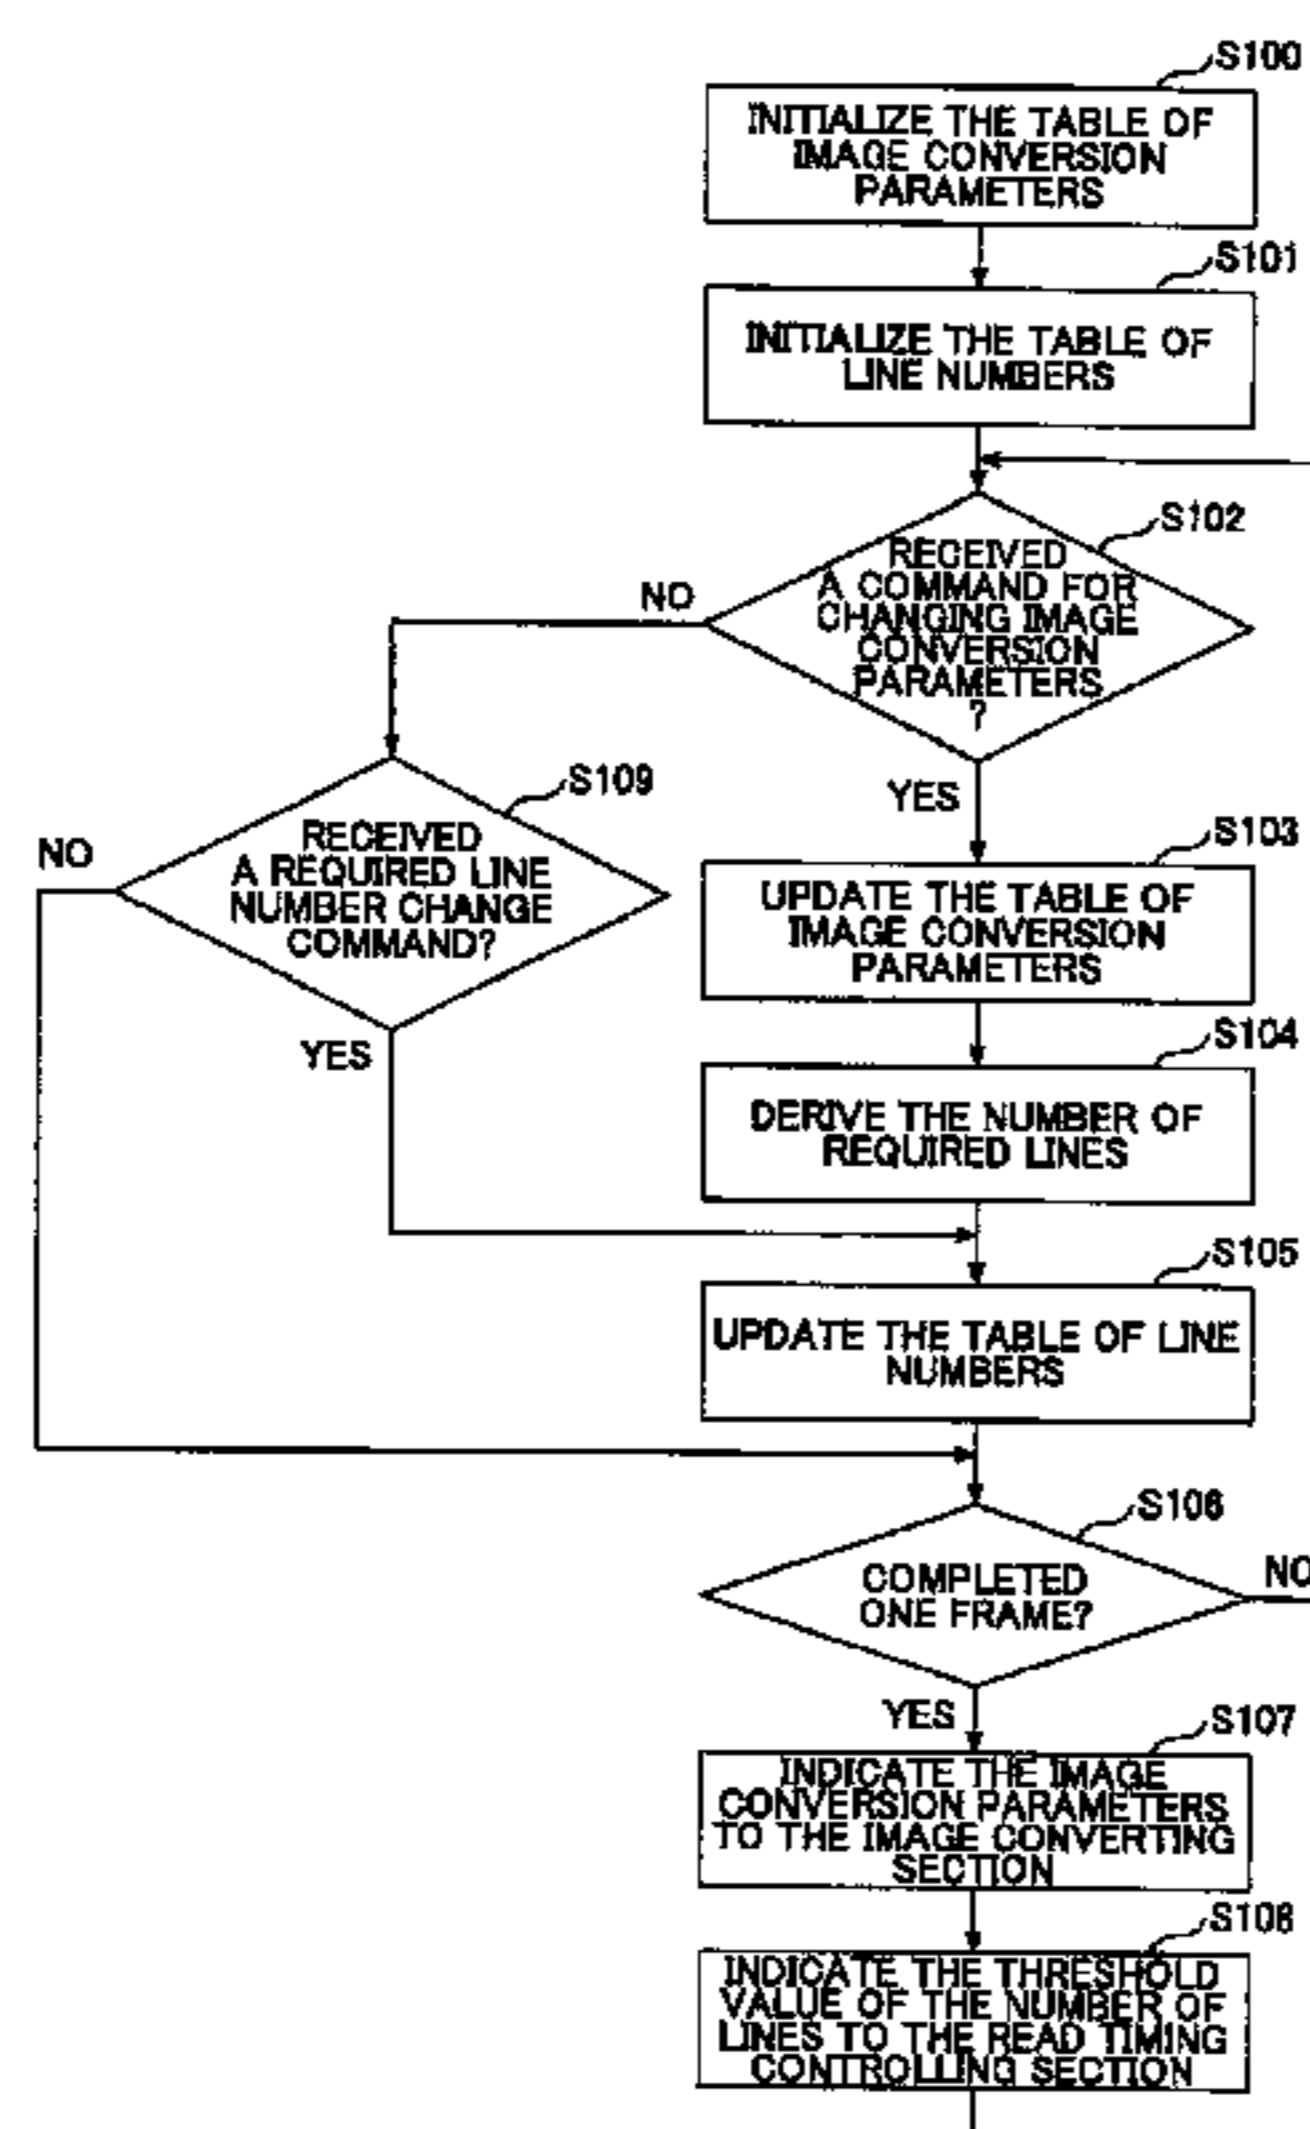 S100
INITIALIZE THE TABLE OF
IMAGE CONVERSION
PARAMETERS
S101
INITIALIZE THE TABLE OF
LINE NUMBERS
S102
RECEIVED
A COMMAND FOR
CHANGING IMAGE
CONVERSION
PARAMETERS
?
NO
YES
S109
RECEIVED
A REQUIRED LINE
NUMBER CHANGE
COMMAND?
NO
YES
S103
UPDATE THE TABLE OF
IMAGE CONVERSION
PARAMETERS
S104
DERIVE THE NUMBER OF
REQUIRED LINES
S105
UPDATE THE TABLE OF LINE
NUMBERS
S106
COMPLETED
ONE FRAME?
NO
YES
S107
INDICATE THE IMAGE
CONVERSION PARAMETERS
TO THE IMAGE CONVERTING
SECTION
S108
INDICATE THE THRESHOLD
VALUE OF THE NUMBER OF
LINES TO THE READ TIMING
CONTROLLING SECTION